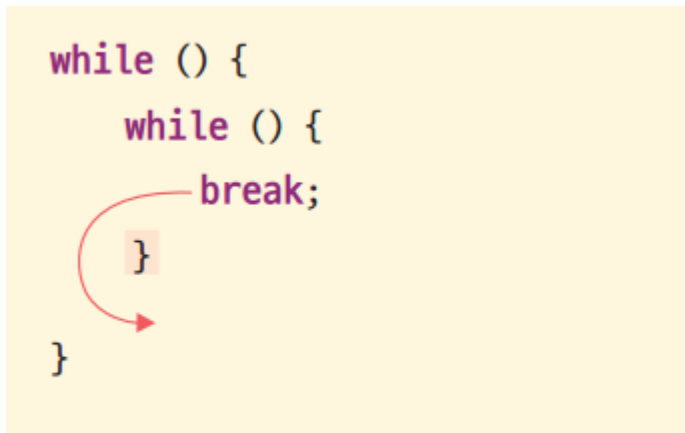 while () {
while () {
break;
}
}